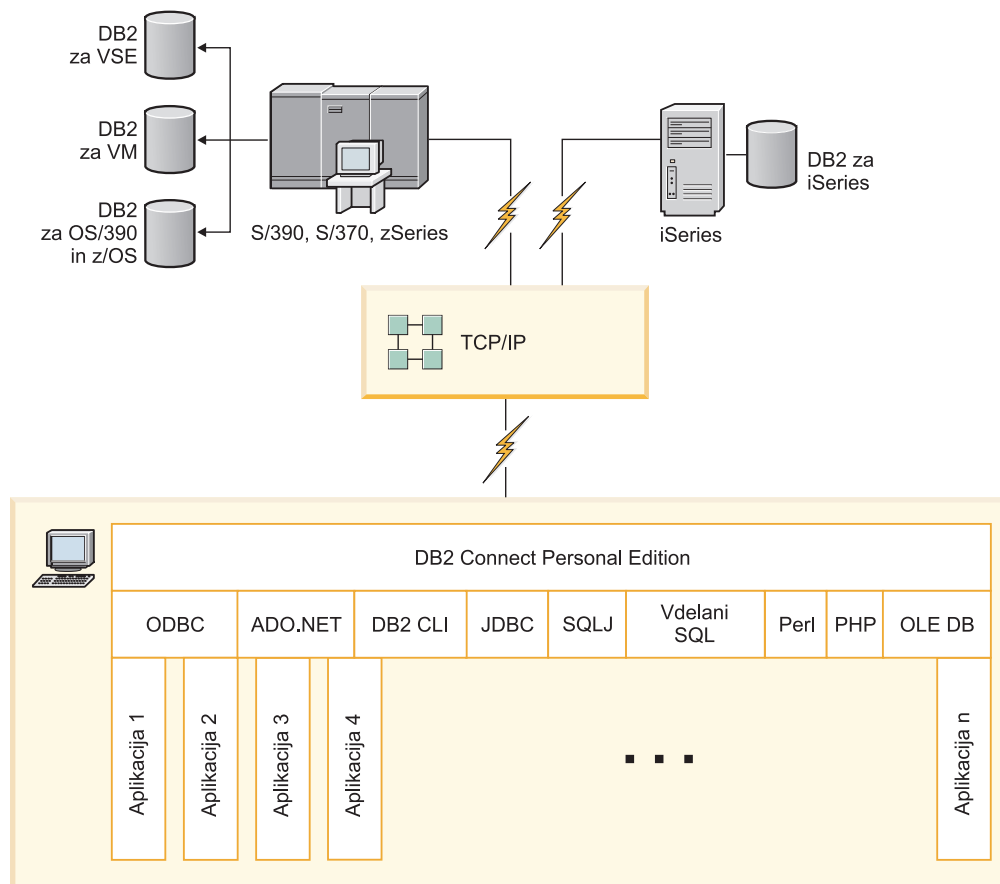 DB2
za VSE
DB2
za VM
DB2
za OS/390
in z/OS
S/390, S/370, zSeries
iSeries
DB2 za
iSeries
TCP/IP
DB2 Connect Personal Edition
ODBC
ADO.NET
DB2 CLI
JDBC
SQLJ
Vdelani
SQL
Perl
PHP
OLE DB
Aplikacija 1
Aplikacija 2
Aplikacija 3
Aplikacija 4
. . .
Aplikacija n